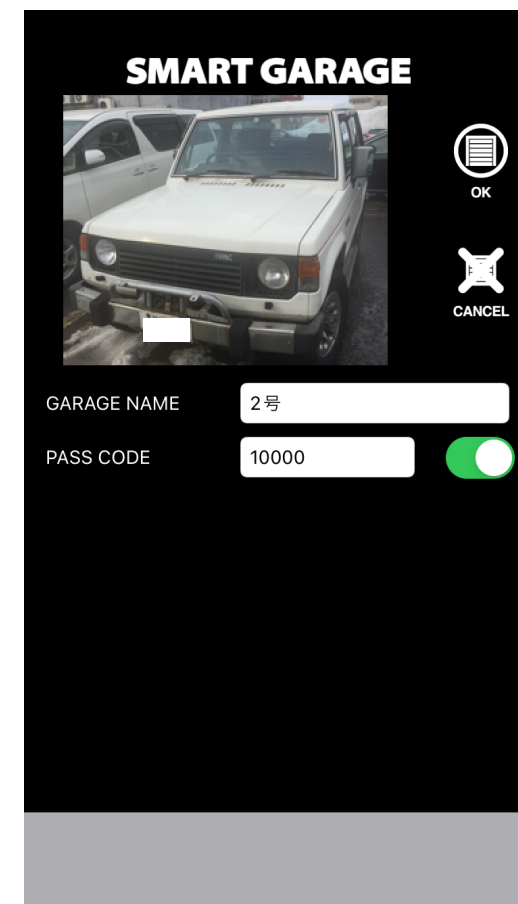 SMART GARAGE
OK
CANCEL
GARAGE NAME
2号
PASS CODE
10000